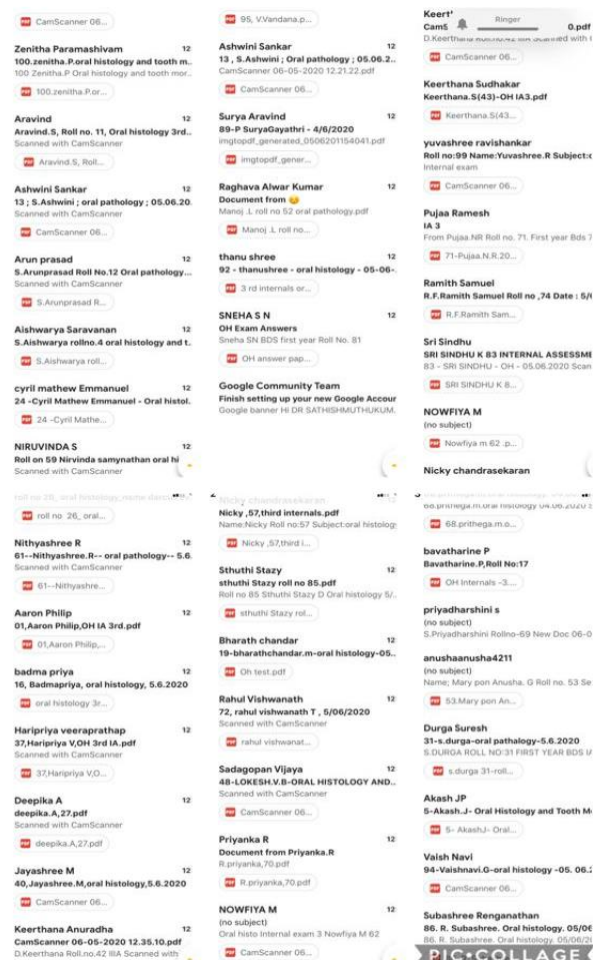 CamScanner 06...
Zenitha Paramashivam 12
100.zenitha.P.oral histology and tooth m..
100 Zenitha.P Oral histology and tooth mor...
100.zenitha.P.or...
Aravind 12
Aravind.S, Roll no. 11, Oral histology 3rd..
Scanned with CamScanner
Aravind.S, Roll...
Ashwini Sankar 12
13 ; S.Ashwini ; oral pathology ; 05.06.20
Scanned with CamScanner
CamScanner 06...
Arun prasad 12
S.Arunprasad Roll No.12 Oral pathology...
Scanned with CamScanner
S.Arunprasad R...
Aishwarya Saravanan 12
S.Aishwarya rollno.4 oral histology and t..
S.Aishwarya roll...
cyril mathew Emmanuel 12
24 -Cyril Mathew Emmanuel - Oral histol.
24 -Cyril Mathe...
NIRUVINDA S 12
Roll on 59 Nirvinda samynathan oral hi
Scanned with CamScanner
95, V.Vandana.p...
Ashwini Sankar 12
13 , S.Ashwini ; Oral pathology ; 05.06.2..
CamScanner 06-05-2020 12.21.22.pdf
CamScanner 06...
Surya Aravind 12
89-P SuryaGayathri - 4/6/2020
imgtopdf_generated_0506201154041.pdf
imgtopdf_gener...
Raghava Alwar Kumar 12
Document from 😊
Manoj .L roll no 52 oral pathology.pdf
Manoj .L roll no...
thanu shree 12
92 - thanushree - oral histology - 05-06-.
3 rd internals or...
SNEHA S N 12
OH Exam Answers
Sneha SN BDS first year Roll No. 81
OH answer pap...
Google Community Team
Finish setting up your new Google Accour
Google banner Hi DR SATHISHMUTHUKUM.
Keert'
Ringer
CamS 0.pdf
CamScanner 06...
Keerthana Sudhakar
Keerthana.S(43)-OH IA3.pdf
Keerthana.S(43...
yuvashree ravishankar
Roll no:99 Name:Yuvashree.R Subject:c
Internal exam
CamScanner 06...
Pujaa Ramesh
IA 3
From Pujaa.NR Roll no. 71. First year Bds 7
71-Pujaa.N.R.20...
Ramith Samuel
R.F.Ramith Samuel Roll no ,74 Date : 5/6
R.F.Ramith Sam...
Sri Sindhu
SRI SINDHU K 83 INTERNAL ASSESSME
83 - SRI SINDHU - OH - 05.06.2020 Scan
SRI SINDHU K 8...
NOWFIYA M
(no subject)
Nowfiya m 62 .p...
Nicky chandrasekaran
roll no 26_ oral...
Nithyashree R 12
61--Nithyashree.R-- oral pathology-- 5.6.
Scanned with CamScanner
61--Nithyashre...
Aaron Philip 12
01,Aaron Philip,OH IA 3rd.pdf
Scanned with CamScanner
01,Aaron Philip,...
badma priya 12
16, Badmapriya, oral histology, 5.6.2020
oral histology 3r...
Haripriya veeraprathap 12
37,Haripriya V,OH 3rd IA.pdf
Scanned with CamScanner
37,Haripriya V,O...
Deepika A 12
deepika.A,27.pdf
Scanned with CamScanner
deepika.A,27.pdf
Jayashree M 12
40,Jayashree.M,oral histology,5.6.2020
CamScanner 06...
Keerthana Anuradha 12
CamScanner 06-05-2020 12.35.10.pdf
D.Keerthana Roll.no.42 IIIA Scanned with
Nicky chandrasekaran
Nicky ,57,third internals.pdf
Name:Nicky Roll no:57 Subject:oral histolog
Nicky ,57,third i...
Sthuthi Stazy 12
sthuthi Stazy roll no 85.pdf
Roll no 85 Sthuthi Stazy D Oral histology 5/..
sthuthi Stazy rol...
Bharath chandar 12
19-bharathchandar.m-oral histology-05..
Oh test.pdf
Rahul Vishwanath 12
72, rahul vishwanath T , 5/06/2020
Scanned with CamScanner
rahul vishwanat...
Sadagopan Vijaya 12
48-LOKESH.V.B-ORAL HISTOLOGY AND..
Scanned with CamScanner
CamScanner 06...
Priyanka R 12
Document from Priyanka.R
R.priyanka,70.pdf
R.priyanka,70.pdf
NOWFIYA M 12
(no subject)
Oral histo Internal exam 3 Nowfiya M 62
CamScanner 06...
68.prithega.m.oral histology 04.06.2020 S
68.prithega.m.o...
bavatharine P
Bavatharine.P,Roll No:17
OH Internals -3....
priyadharshini s
(no subject)
S.Priyadharshini Rollno-69 New Doc 06-0
anushaanusha4211
(no subject)
Name; Mary pon Anusha. G Roll no. 53 Se
53.Mary pon An...
Durga Suresh
31-s.durga-oral pathalogy-5.6.2020
S.DURGA ROLL NO:31 FIRST YEAR BDS I/
s.durga 31-roll...
Akash JP
5-Akash.J- Oral Histology and Tooth M
5- AkashJ- Oral...
Vaish Navi
94-Vaishnavi.G-oral histology -05. 06.2
CamScanner 06...
Subashree Renganathan
86. R. Subashree. Oral histology. 05/06
86. R. Subashree. Oral histology. 05/06/2
PIC•COLLAGE